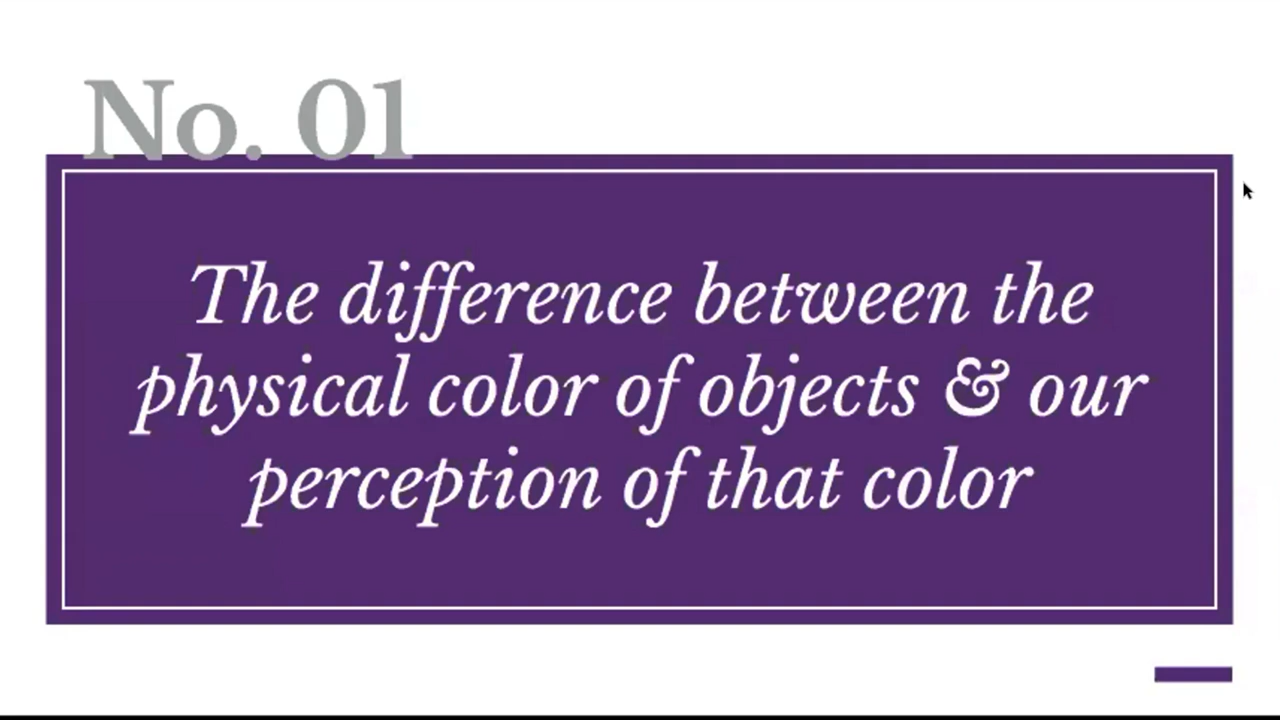 No. 01
The difference between the
physical color of objects & our
perception of that color